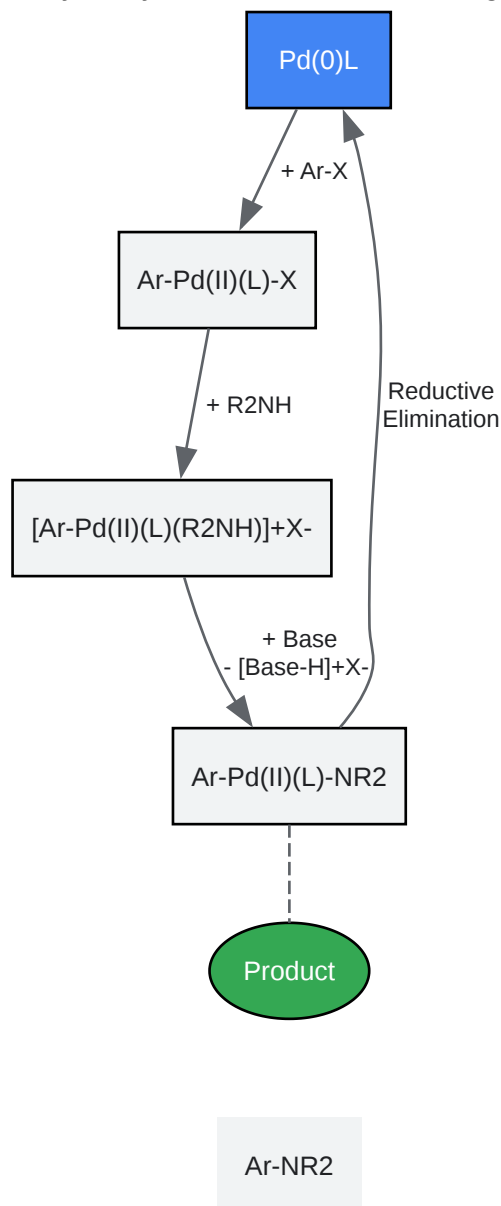 Pd(0)L
+ Ar-X
Ar-Pd(II)(L)-X
+ R2NH
Reductive
Elimination
[Ar-Pd(II)(L)(R2NH)]+X-
+ Base
- [Base-H]+X-
Ar-Pd(II)(L)-NR2
Product
Ar-NR2